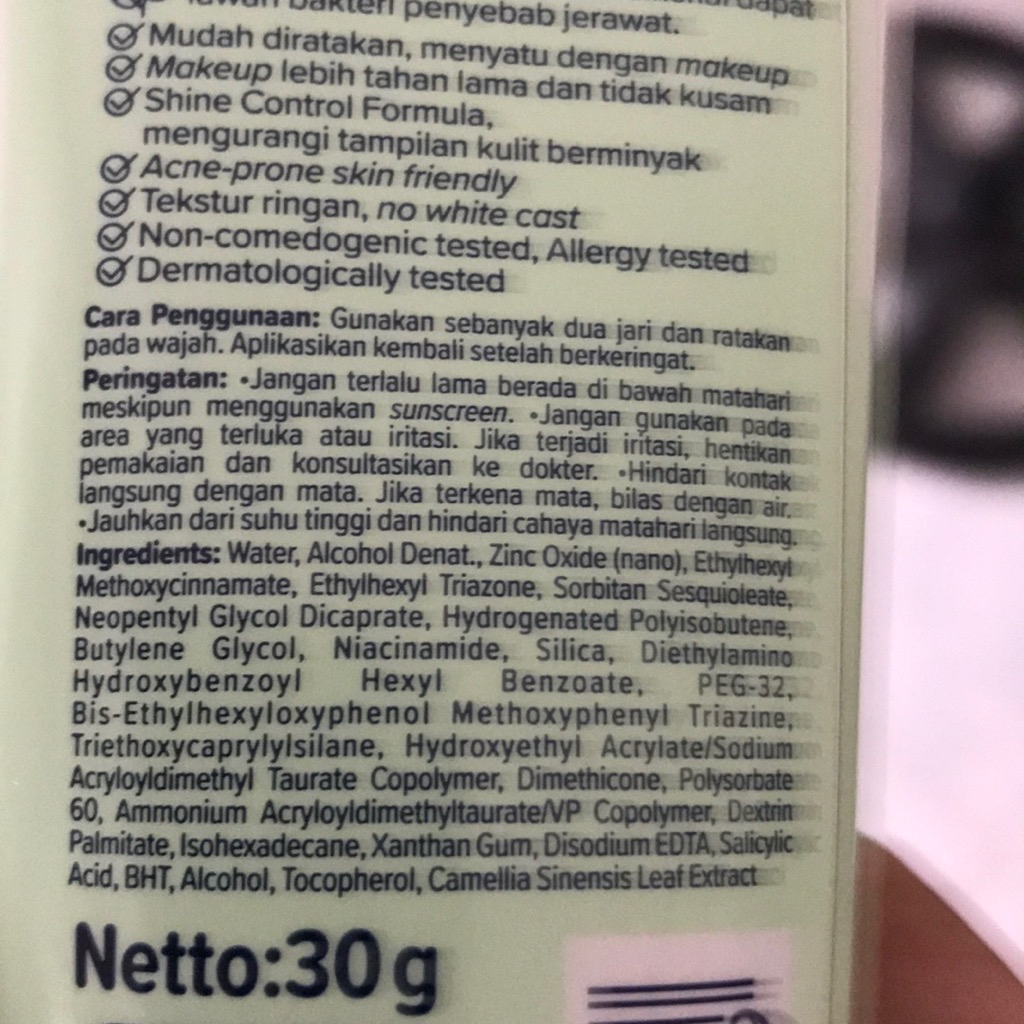 bakteri penyebab jerawat.
Mudah diratakan, menyatu dengan makeup
Makeup lebih tahan lama dan tidak kusam
Shine Control Formula,
mengurangi tampilan kulit berminyak
Acne-prone skin friendly
Tekstur ringan, no white cast
Non-comedogenic tested, Allergy tested
Dermatologically tested
Cara Penggunaan: Gunakan sebanyak dua jari dan ratakan
pada wajah. Aplikasikan kembali setelah berkeringat.
Peringatan: •Jangan terlalu lama berada di bawah matahari
meskipun menggunakan sunscreen. •Jangan gunakan pada
area yang terluka atau iritasi. Jika terjadi iritasi, hentikan
pemakaian dan konsultasikan ke dokter. •Hindari kontak
langsung dengan mata. Jika terkena mata, bilas dengan air.
•Jauhkan dari suhu tinggi dan hindari cahaya matahari langsung.
Ingredients: Water, Alcohol Denat., Zinc Oxide (nano), Ethylhexyl
Methoxycinnamate, Ethylhexyl Triazone, Sorbitan Sesquioleate,
Neopentyl Glycol Dicaprate, Hydrogenated Polyisobutene,
Butylene Glycol, Niacinamide, Silica, Diethylamino
Hydroxybenzoyl Hexyl Benzoate, PEG-32,
Bis-Ethylhexyloxyphenol Methoxyphenyl Triazine,
Triethoxycaprylylsilane, Hydroxyethyl Acrylate/Sodium
Acryloyldimethyl Taurate Copolymer, Dimethicone, Polysorbate
60, Ammonium Acryloyldimethyltaurate/VP Copolymer, Dextrin
Palmitate, Isohexadecane, Xanthan Gum, Disodium EDTA, Salicylic
Acid, BHT, Alcohol, Tocopherol, Camellia Sinensis Leaf Extract
Netto:30 g